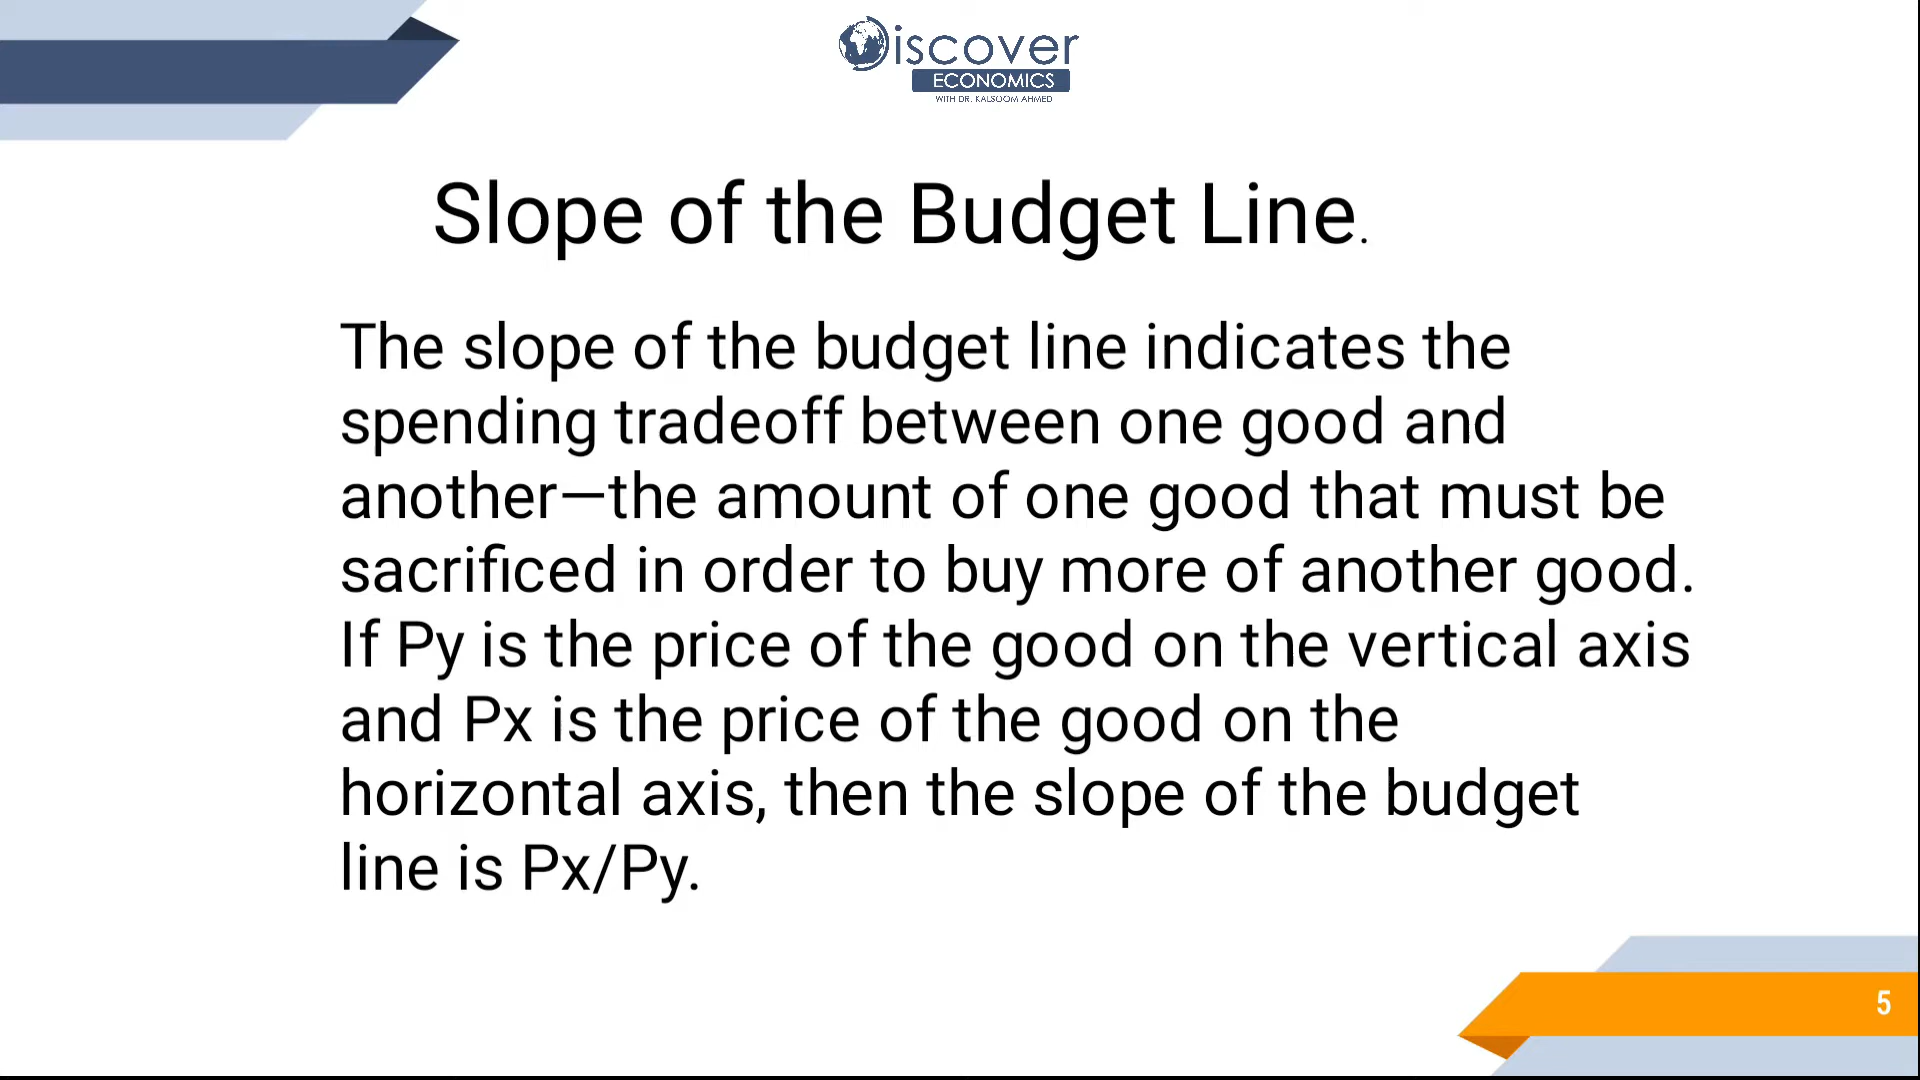 Discover
ECONOMICS
WITH DR. KALSOOM AHMED
Slope of the Budget Line.
The slope of the budget line indicates the
spending tradeoff between one good and
another—the amount of one good that must be
sacrificed in order to buy more of another good.
If Py is the price of the good on the vertical axis
and Px is the price of the good on the
horizontal axis, then the slope of the budget
line is Px/Py.
5